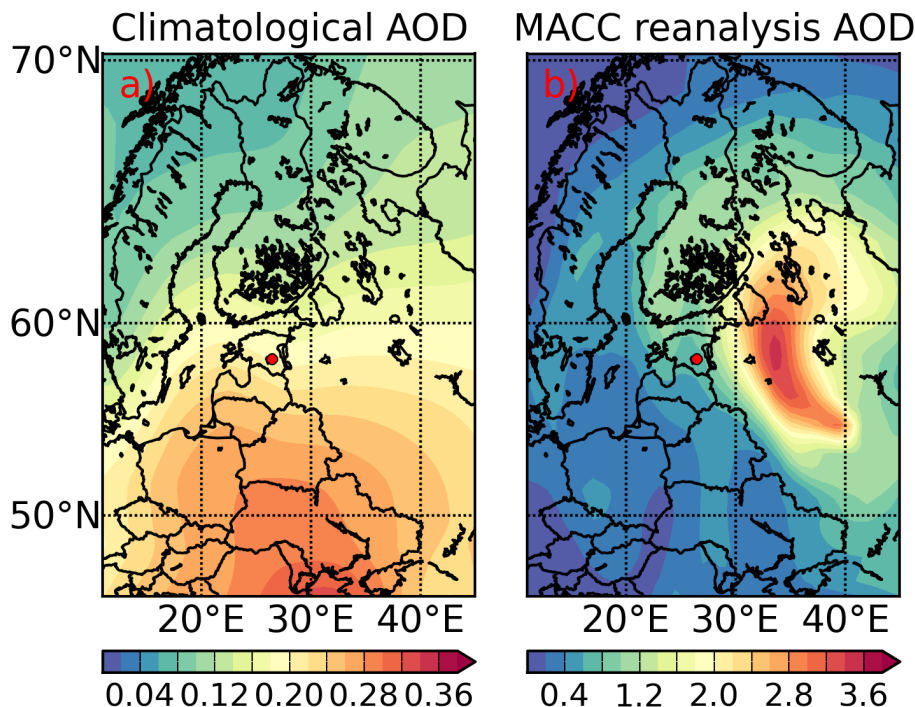 Climatological AOD
MACC reanalysis AOD
70°N
60°N
50°N
a)
b)
20°E
30°E
40°E
20°E
30°E
40°E
0.04
0.12
0.20
0.28
0.36
0.4
1.2
2.0
2.8
3.6